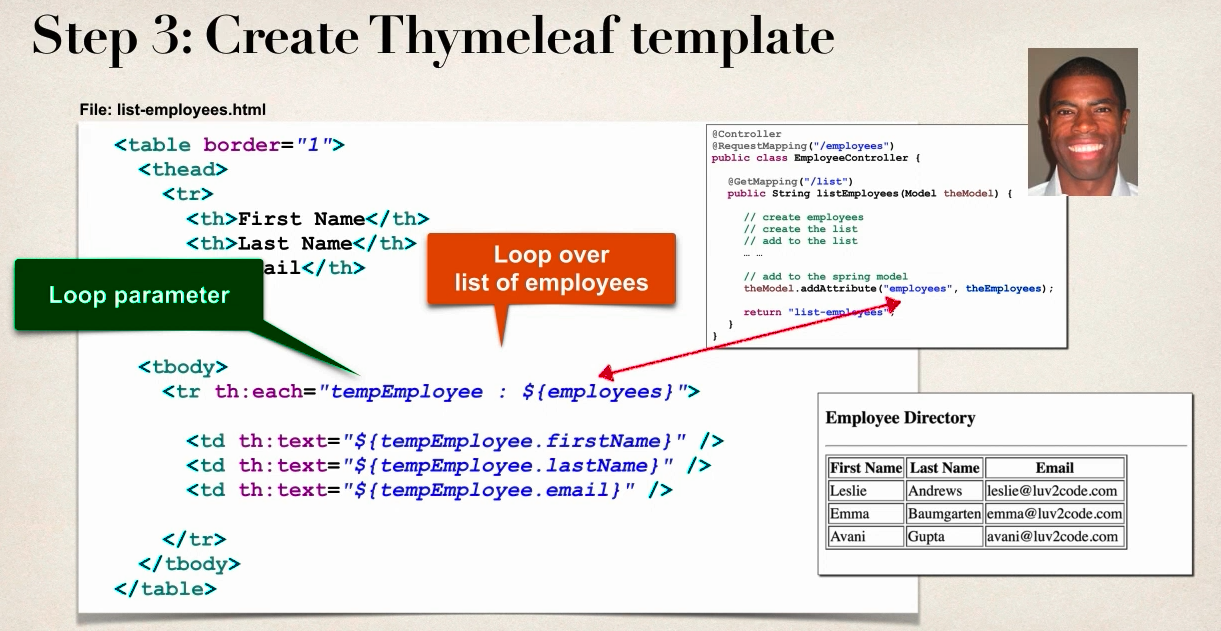 Step 3: Create Thymeleaf template
File: list-employees.html
<table border="1">
<thead>
<tr>
<th>First Name</th>
<th>Last Name</th>
ail</th>
Loop parameter
Loop over
list of employees
<tbody>
<tr th:each="tempEmployee : ${employees}">
<td th:text="${tempEmployee.firstName}" />
<td th:text="${tempEmployee.lastName}" />
<td th:text="${tempEmployee.email}" />
</tr>
</tbody>
</table>
@Controller
@RequestMapping("/employees")
public class EmployeeController {
@GetMapping("/list")
public String listEmployees(Model theModel) {
// create employees
// create the list
// add to the list
… …
// add to the spring model
theModel.addAttribute("employees", theEmployees);
return "list-employees";
}
}
Employee Directory
First Name Last Name Email
Leslie Andrews leslie@luv2code.com
Emma Baumgarten emma@luv2code.com
Avani Gupta avani@luv2code.com